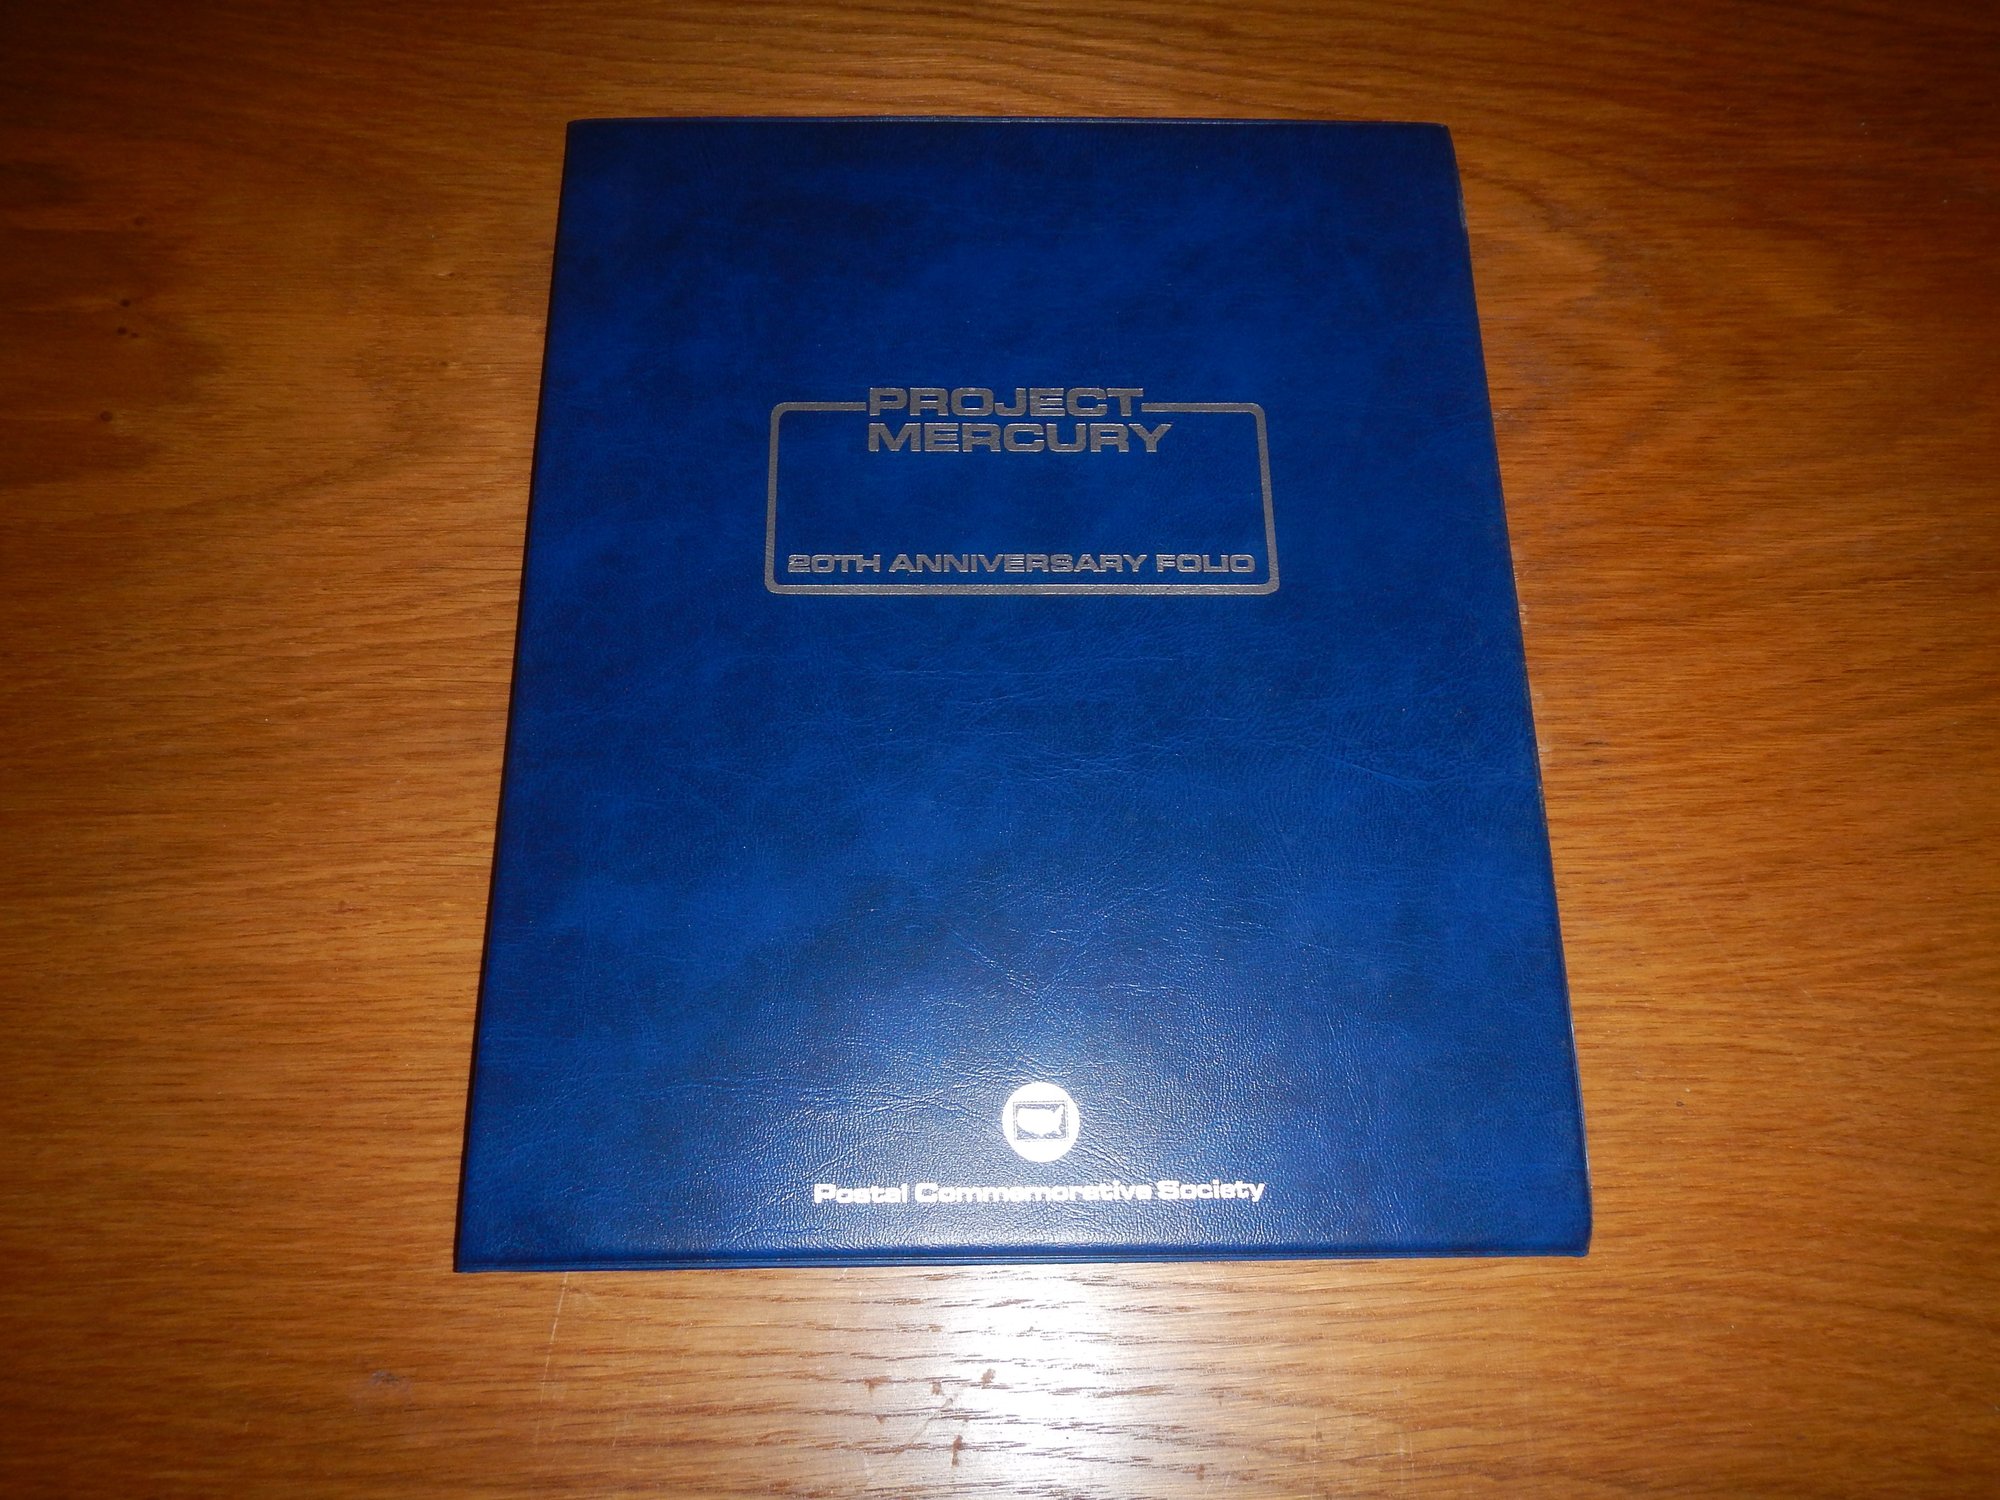 PROJECT
MERCURY
20TH ANNIVERSARY FOLIO
Postal Commemorative Society